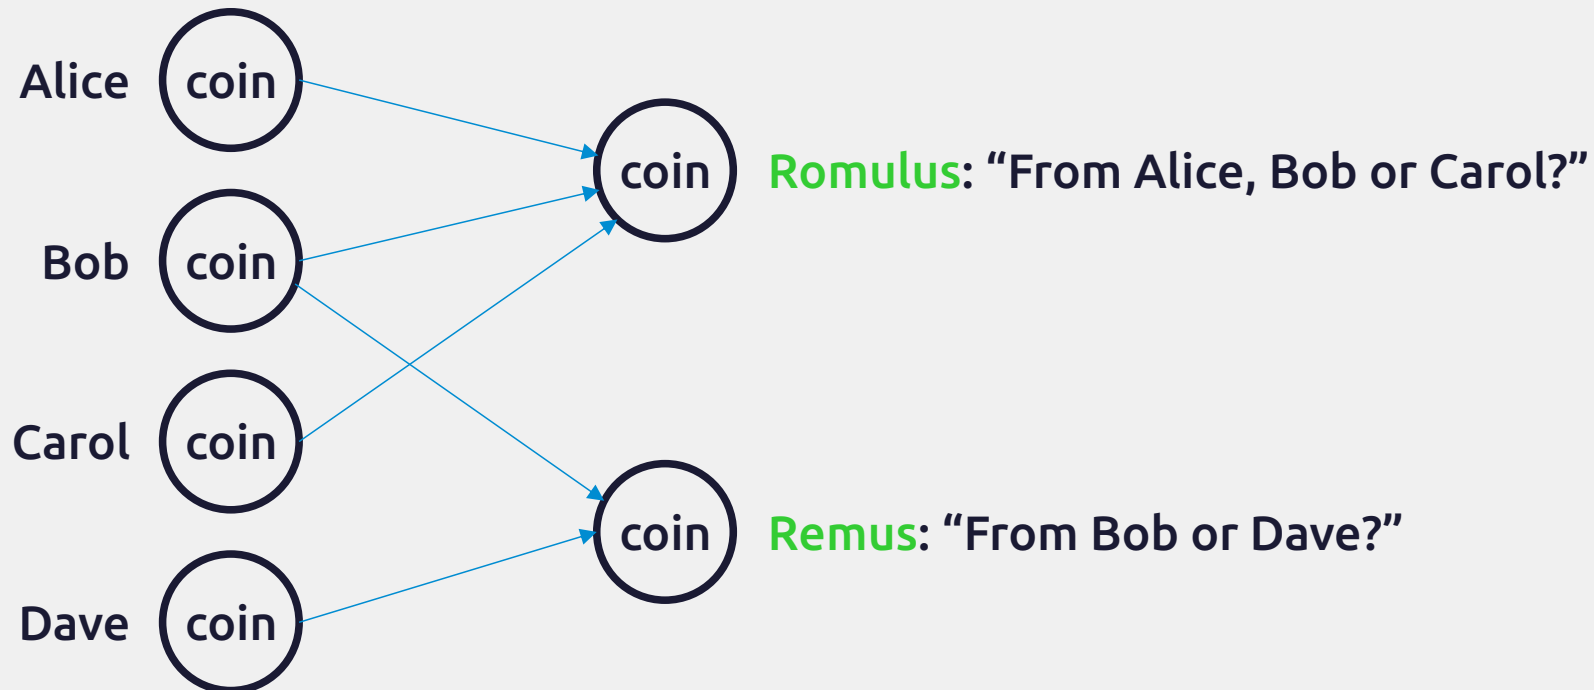 Alice coin
coin Romulus: “From Alice, Bob or Carol?”
Bob coin
Carol coin
coin Remus: “From Bob or Dave?”
Dave coin